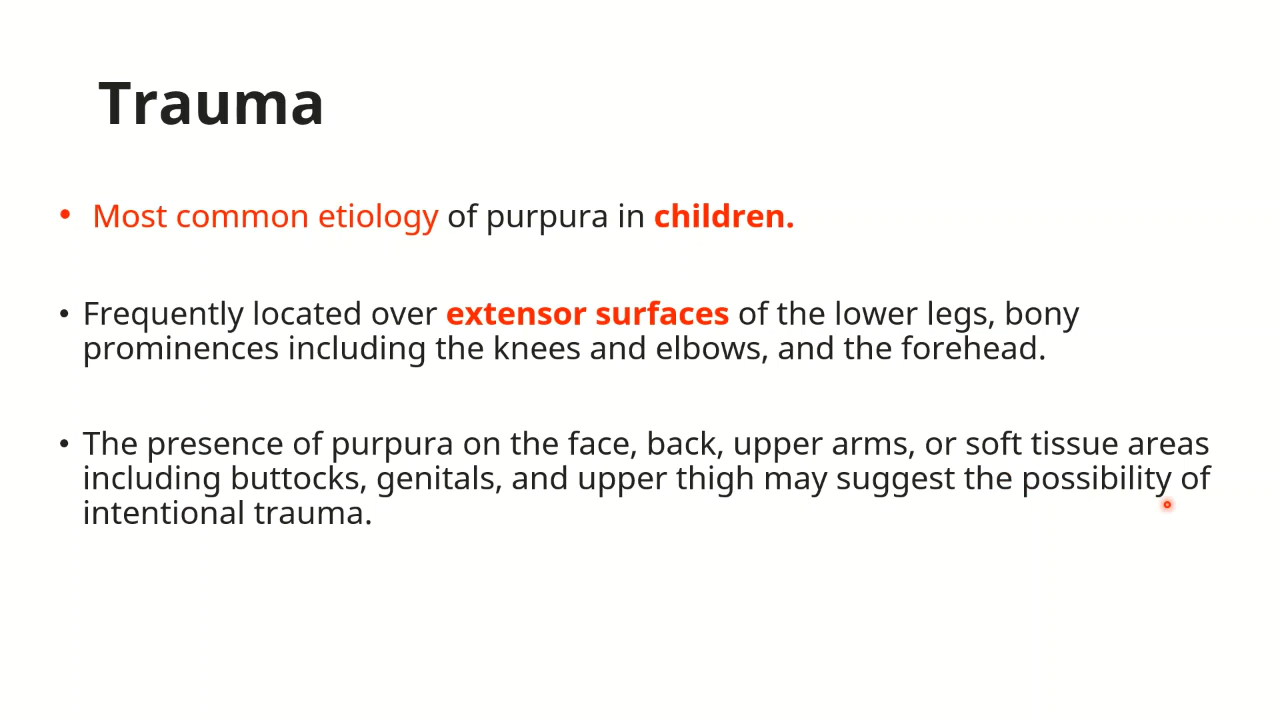 Trauma
• Most common etiology of purpura in children.
• Frequently located over extensor surfaces of the lower legs, bony
prominences including the knees and elbows, and the forehead.
• The presence of purpura on the face, back, upper arms, or soft tissue areas
including buttocks, genitals, and upper thigh may suggest the possibility of
intentional trauma.